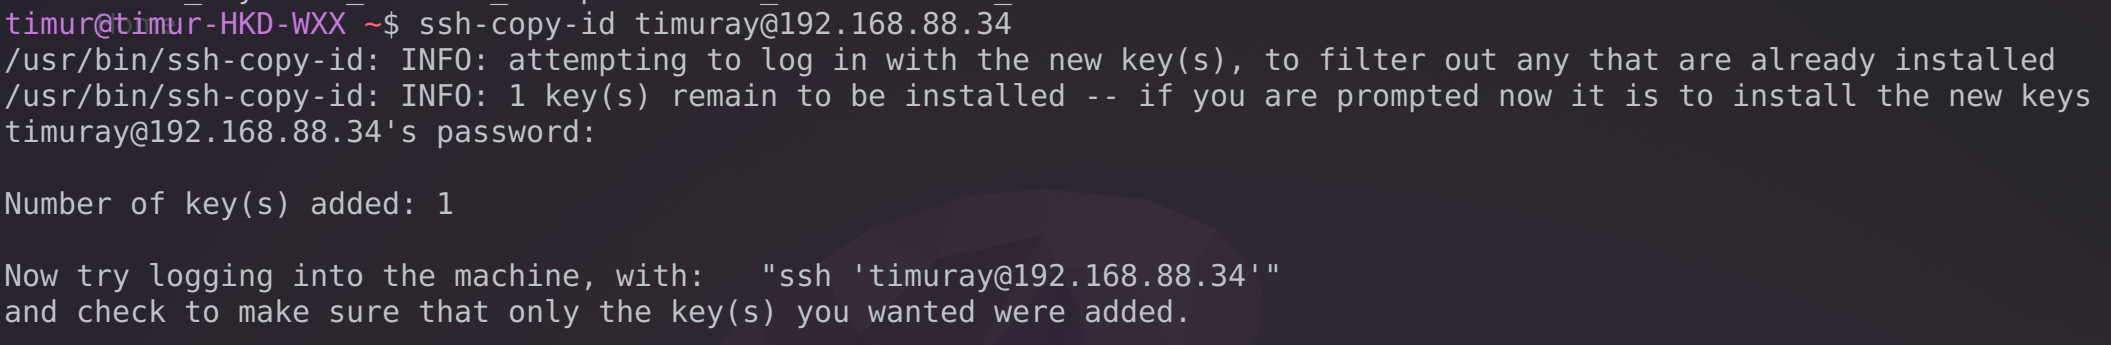 timur@timur-HKD-WXX ~$ ssh-copy-id timuray@192.168.88.34
/usr/bin/ssh-copy-id: INFO: attempting to log in with the new key(s), to filter out any that are already installed
/usr/bin/ssh-copy-id: INFO: 1 key(s) remain to be installed -- if you are prompted now it is to install the new keys
timuray@192.168.88.34's password:

Number of key(s) added: 1

Now try logging into the machine, with:   "ssh 'timuray@192.168.88.34'"
and check to make sure that only the key(s) you wanted were added.